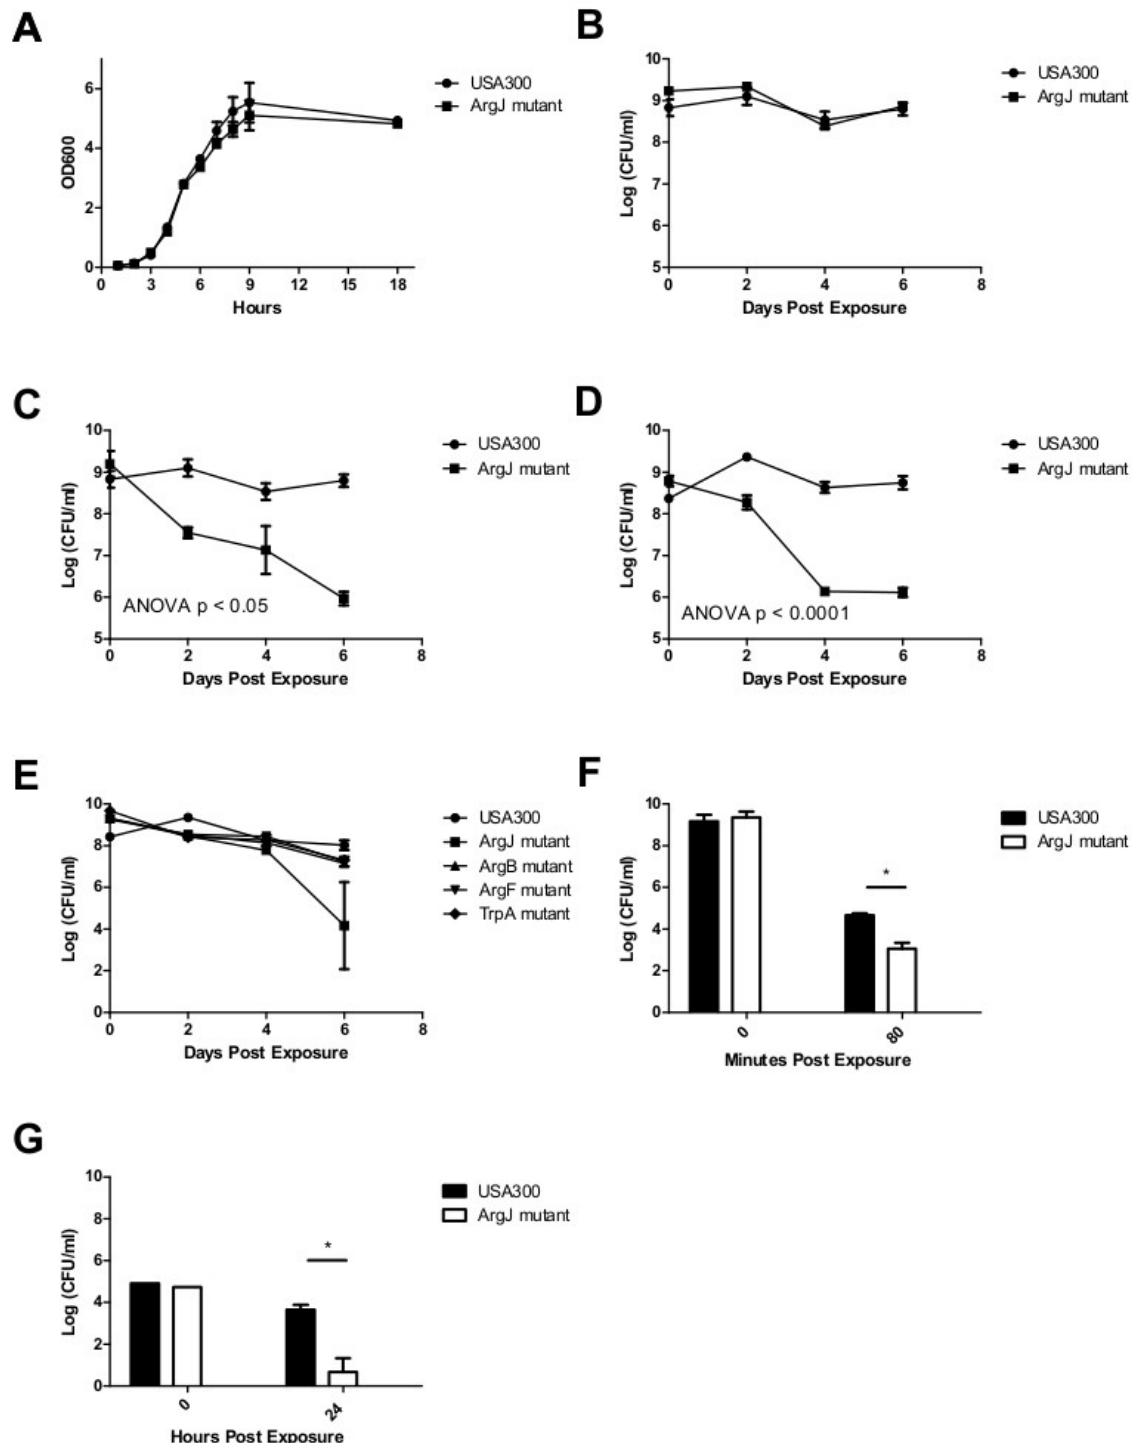 A
6
4
2
0
OD600
0 3 6 9 12 15 18
Hours
USA300
ArgJ mutant
B
10
9
8
7
6
5
Log (CFU/ml)
0 2 4 6 8
Days Post Exposure
USA300
ArgJ mutant
C
10
9
8
7
6
5
Log (CFU/ml)
ANOVA p < 0.05
0 2 4 6 8
Days Post Exposure
USA300
ArgJ mutant
D
10
9
8
7
6
5
Log (CFU/ml)
ANOVA p < 0.0001
0 2 4 6 8
Days Post Exposure
USA300
ArgJ mutant
E
10
8
6
4
2
0
Log (CFU/ml)
0 2 4 6 8
Days Post Exposure
USA300
ArgJ mutant
ArgB mutant
ArgF mutant
TrpA mutant
F
10
8
6
4
2
0
Log (CFU/ml)
*
0 80
Minutes Post Exposure
USA300
ArgJ mutant
G
10
8
6
4
2
0
Log (CFU/ml)
*
0 24
Hours Post Exposure
USA300
ArgJ mutant